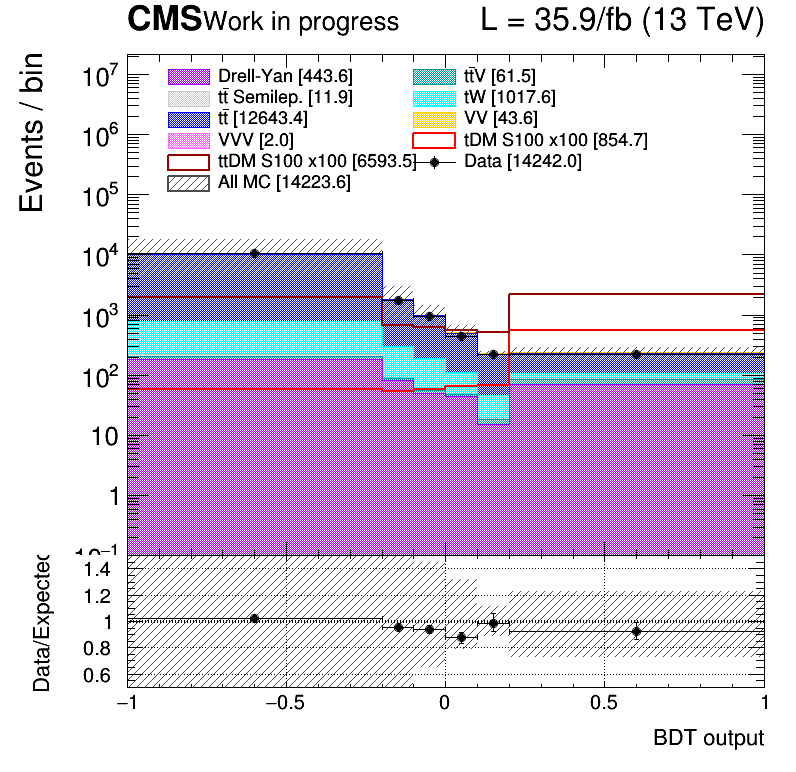 CMS Work in progress L = 35.9/fb (13 TeV)
Events / bin
10⁷
10⁶
10⁵
10⁴
10³
10²
10
1
10⁻¹
Drell-Yan [443.6]
tt̄V [61.5]
tt̄ Semilep. [11.9]
tW [1017.6]
tt̄ [12643.4]
VV [43.6]
VVV [2.0]
tDM S100 x100 [854.7]
ttDM S100 x100 [6593.5]
Data [14242.0]
All MC [14223.6]
Data/Expected
1.4
1.2
1
0.8
0.6
−1 −0.5 0 0.5 1
BDT output